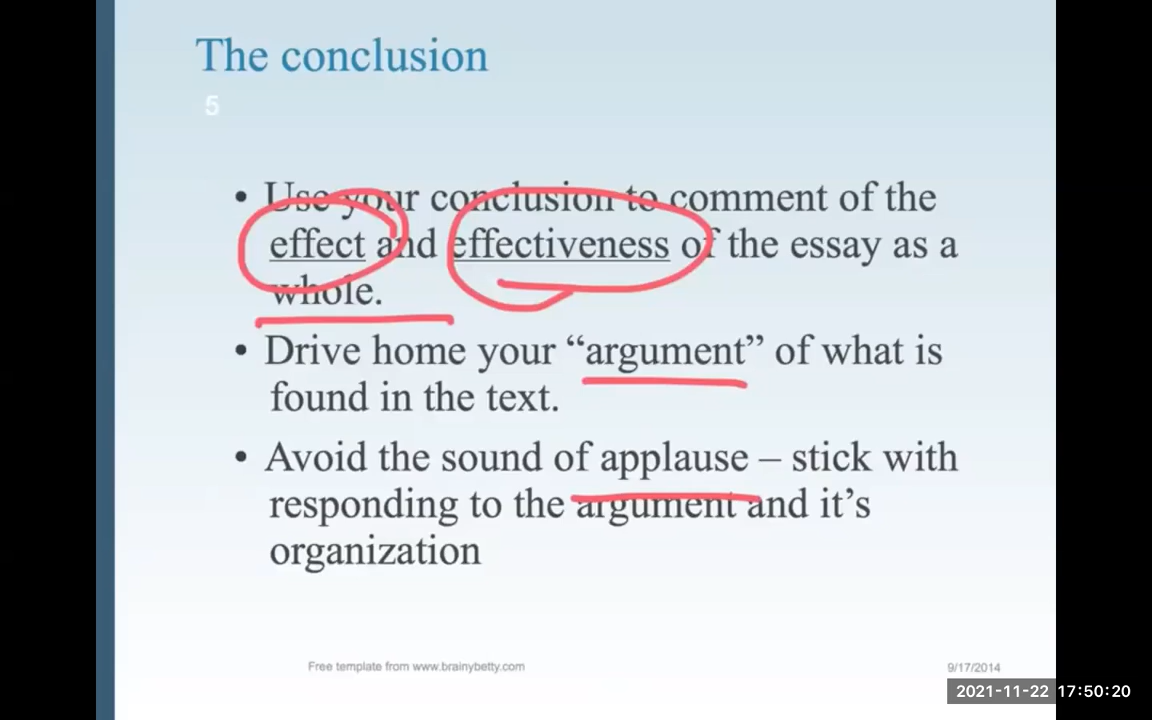 The conclusion
5
• Use your conclusion to comment of the
effect and effectiveness of the essay as a
whole.
• Drive home your “argument” of what is
found in the text.
• Avoid the sound of applause – stick with
responding to the argument and it’s
organization
Free template from www.brainybetty.com
9/17/2014
2021-11-22 17:50:20